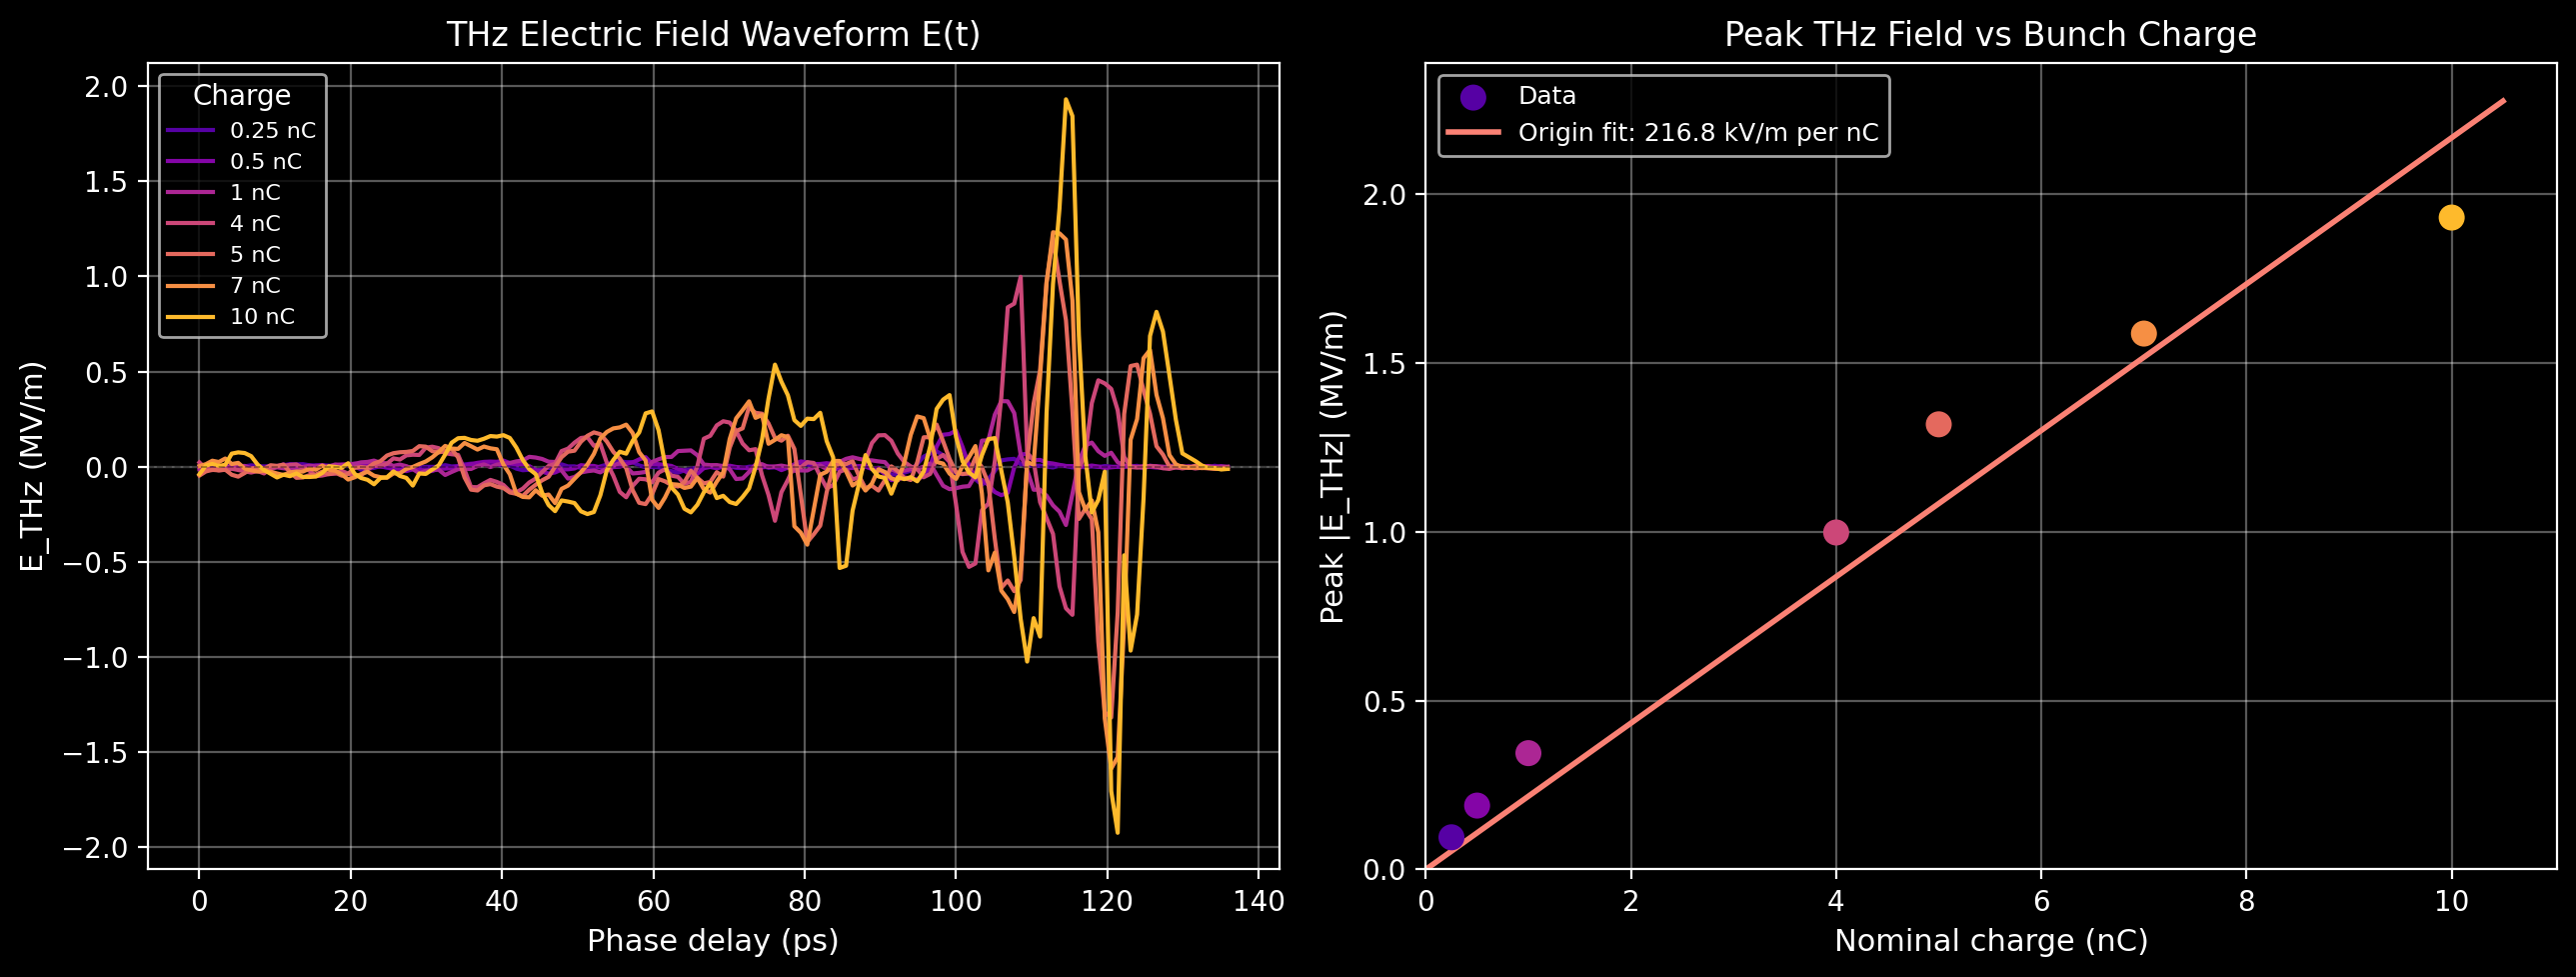 THz Electric Field Waveform E(t)
Charge
0.25 nC
0.5 nC
1 nC
4 nC
5 nC
7 nC
10 nC
E_THz (MV/m)
2.0
1.5
1.0
0.5
0.0
−0.5
−1.0
−1.5
−2.0
0 20 40 60 80 100 120 140
Phase delay (ps)
Peak THz Field vs Bunch Charge
Data
Origin fit: 216.8 kV/m per nC
Peak |E_THz| (MV/m)
2.0
1.5
1.0
0.5
0.0
0 2 4 6 8 10
Nominal charge (nC)